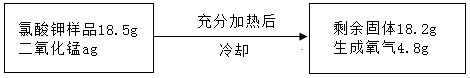 氯酸钾样品18.5g
二氧化锰ag
充分加热后
冷却
剩余固体18.2g
生成氧气4.8g